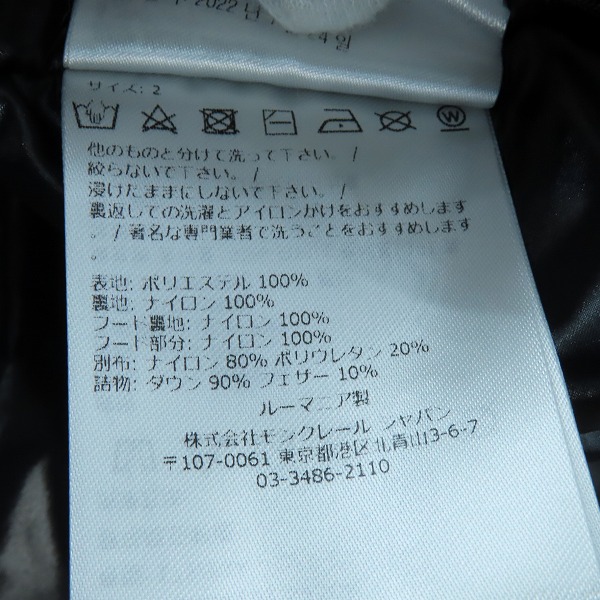 2022
4일
サイズ: 2
W
他のものと分けて洗って下さい。/
絞らないで下さい。/
浸けたままにしないで下さい。/
裏返しての洗濯とアイロンかけをおすすめします
。/ 著名な専門業者で洗うことをおすすめします
。
表地: ポリエステル 100%
裏地: ナイロン 100%
フード裏地: ナイロン 100%
フード部分: ナイロン 100%
別布: ナイロン 80% ポリウレタン 20%
詰物: ダウン 90% フェザー 10%
ルーマニア製
株式会社モンクレール ジャパン
〒107-0061 東京都港区北青山3-6-7
03-3486-2110